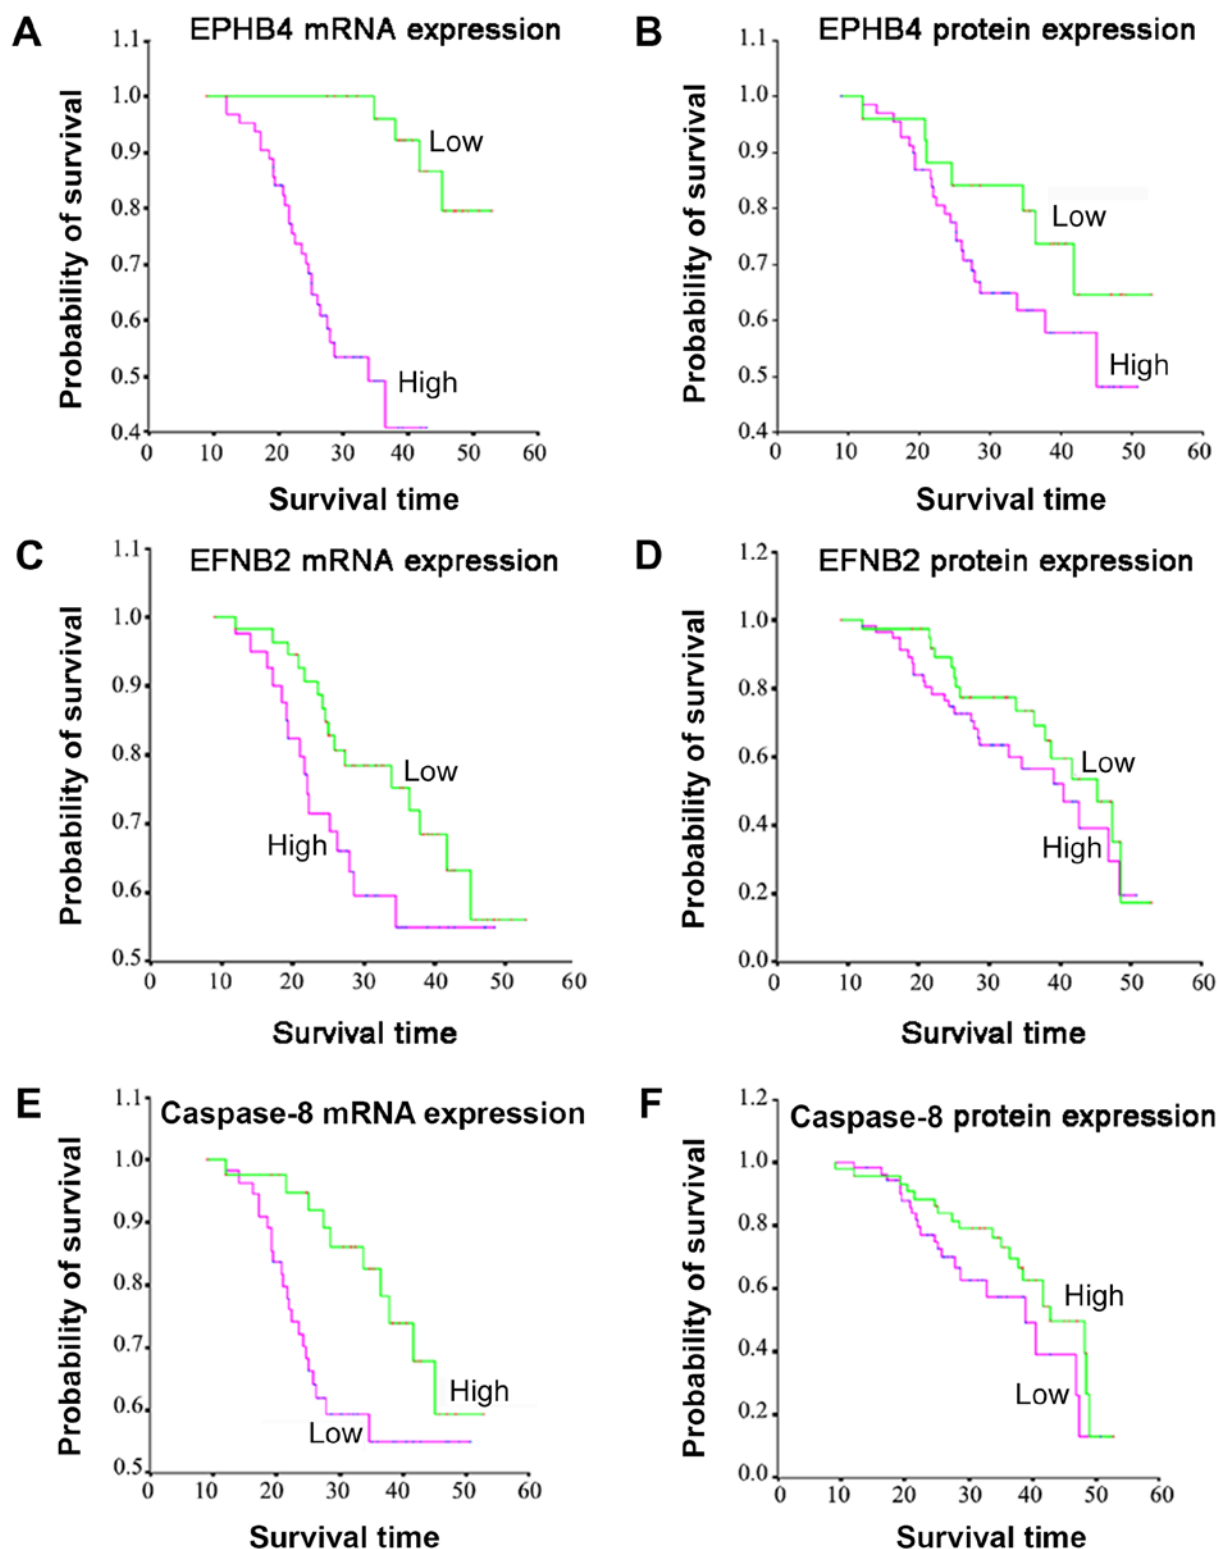 A
EPHB4 mRNA expression
Probability of survival
1.1
1.0
0.9
0.8
0.7
0.6
0.5
0.4
Low
High
0 10 20 30 40 50 60
Survival time
B
EPHB4 protein expression
Probability of survival
1.1
1.0
0.9
0.8
0.7
0.6
0.5
0.4
Low
High
0 10 20 30 40 50 60
Survival time
C
EFNB2 mRNA expression
Probability of survival
1.1
1.0
0.9
0.8
0.7
0.6
0.5
Low
High
0 10 20 30 40 50 60
Survival time
D
EFNB2 protein expression
Probability of survival
1.2
1.0
0.8
0.6
0.4
0.2
0.0
Low
High
0 10 20 30 40 50 60
Survival time
E
Caspase-8 mRNA expression
Probability of survival
1.1
1.0
0.9
0.8
0.7
0.6
0.5
High
Low
0 10 20 30 40 50 60
Survival time
F
Caspase-8 protein expression
Probability of survival
1.2
1.0
0.8
0.6
0.4
0.2
0.0
High
Low
0 10 20 30 40 50 60
Survival time